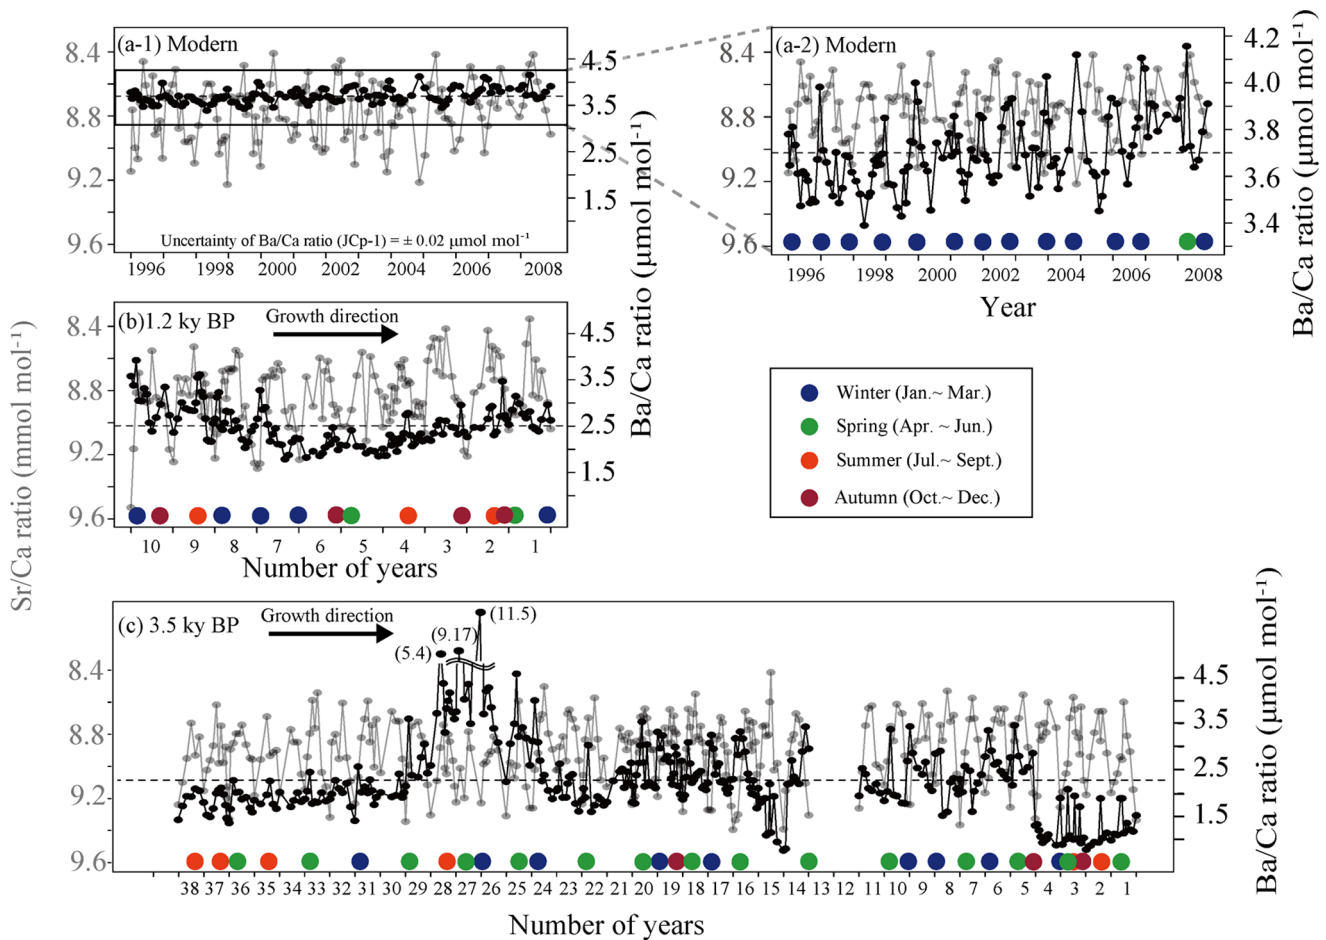 (a-1) Modern
8.4
8.8
9.2
9.6
4.5
3.5
2.5
1.5
Uncertainty of Ba/Ca ratio (JCp-1) = ± 0.02 μmol mol⁻¹
1996 1998 2000 2002 2004 2006 2008
Ba/Ca ratio (μmol mol⁻¹)
(a-2) Modern
8.4
8.8
9.2
9.6
4.2
4.0
3.8
3.6
3.4
1996 1998 2000 2002 2004 2006 2008
Year
Ba/Ca ratio (μmol mol⁻¹)
Sr/Ca ratio (mmol mol⁻¹)
(b)1.2 ky BP
Growth direction
8.4
8.8
9.2
9.6
4.5
3.5
2.5
1.5
10 9 8 7 6 5 4 3 2 1
Number of years
Winter (Jan.~ Mar.)
Spring (Apr. ~ Jun.)
Summer (Jul.~ Sept.)
Autumn (Oct.~ Dec.)
(c) 3.5 ky BP
Growth direction
(5.4)
(9.17)
(11.5)
8.4
8.8
9.2
9.6
4.5
3.5
2.5
1.5
38 37 36 35 34 33 32 31 30 29 28 27 26 25 24 23 22 21 20 19 18 17 16 15 14 13 12 11 10 9 8 7 6 5 4 3 2 1
Number of years
Ba/Ca ratio (μmol mol⁻¹)